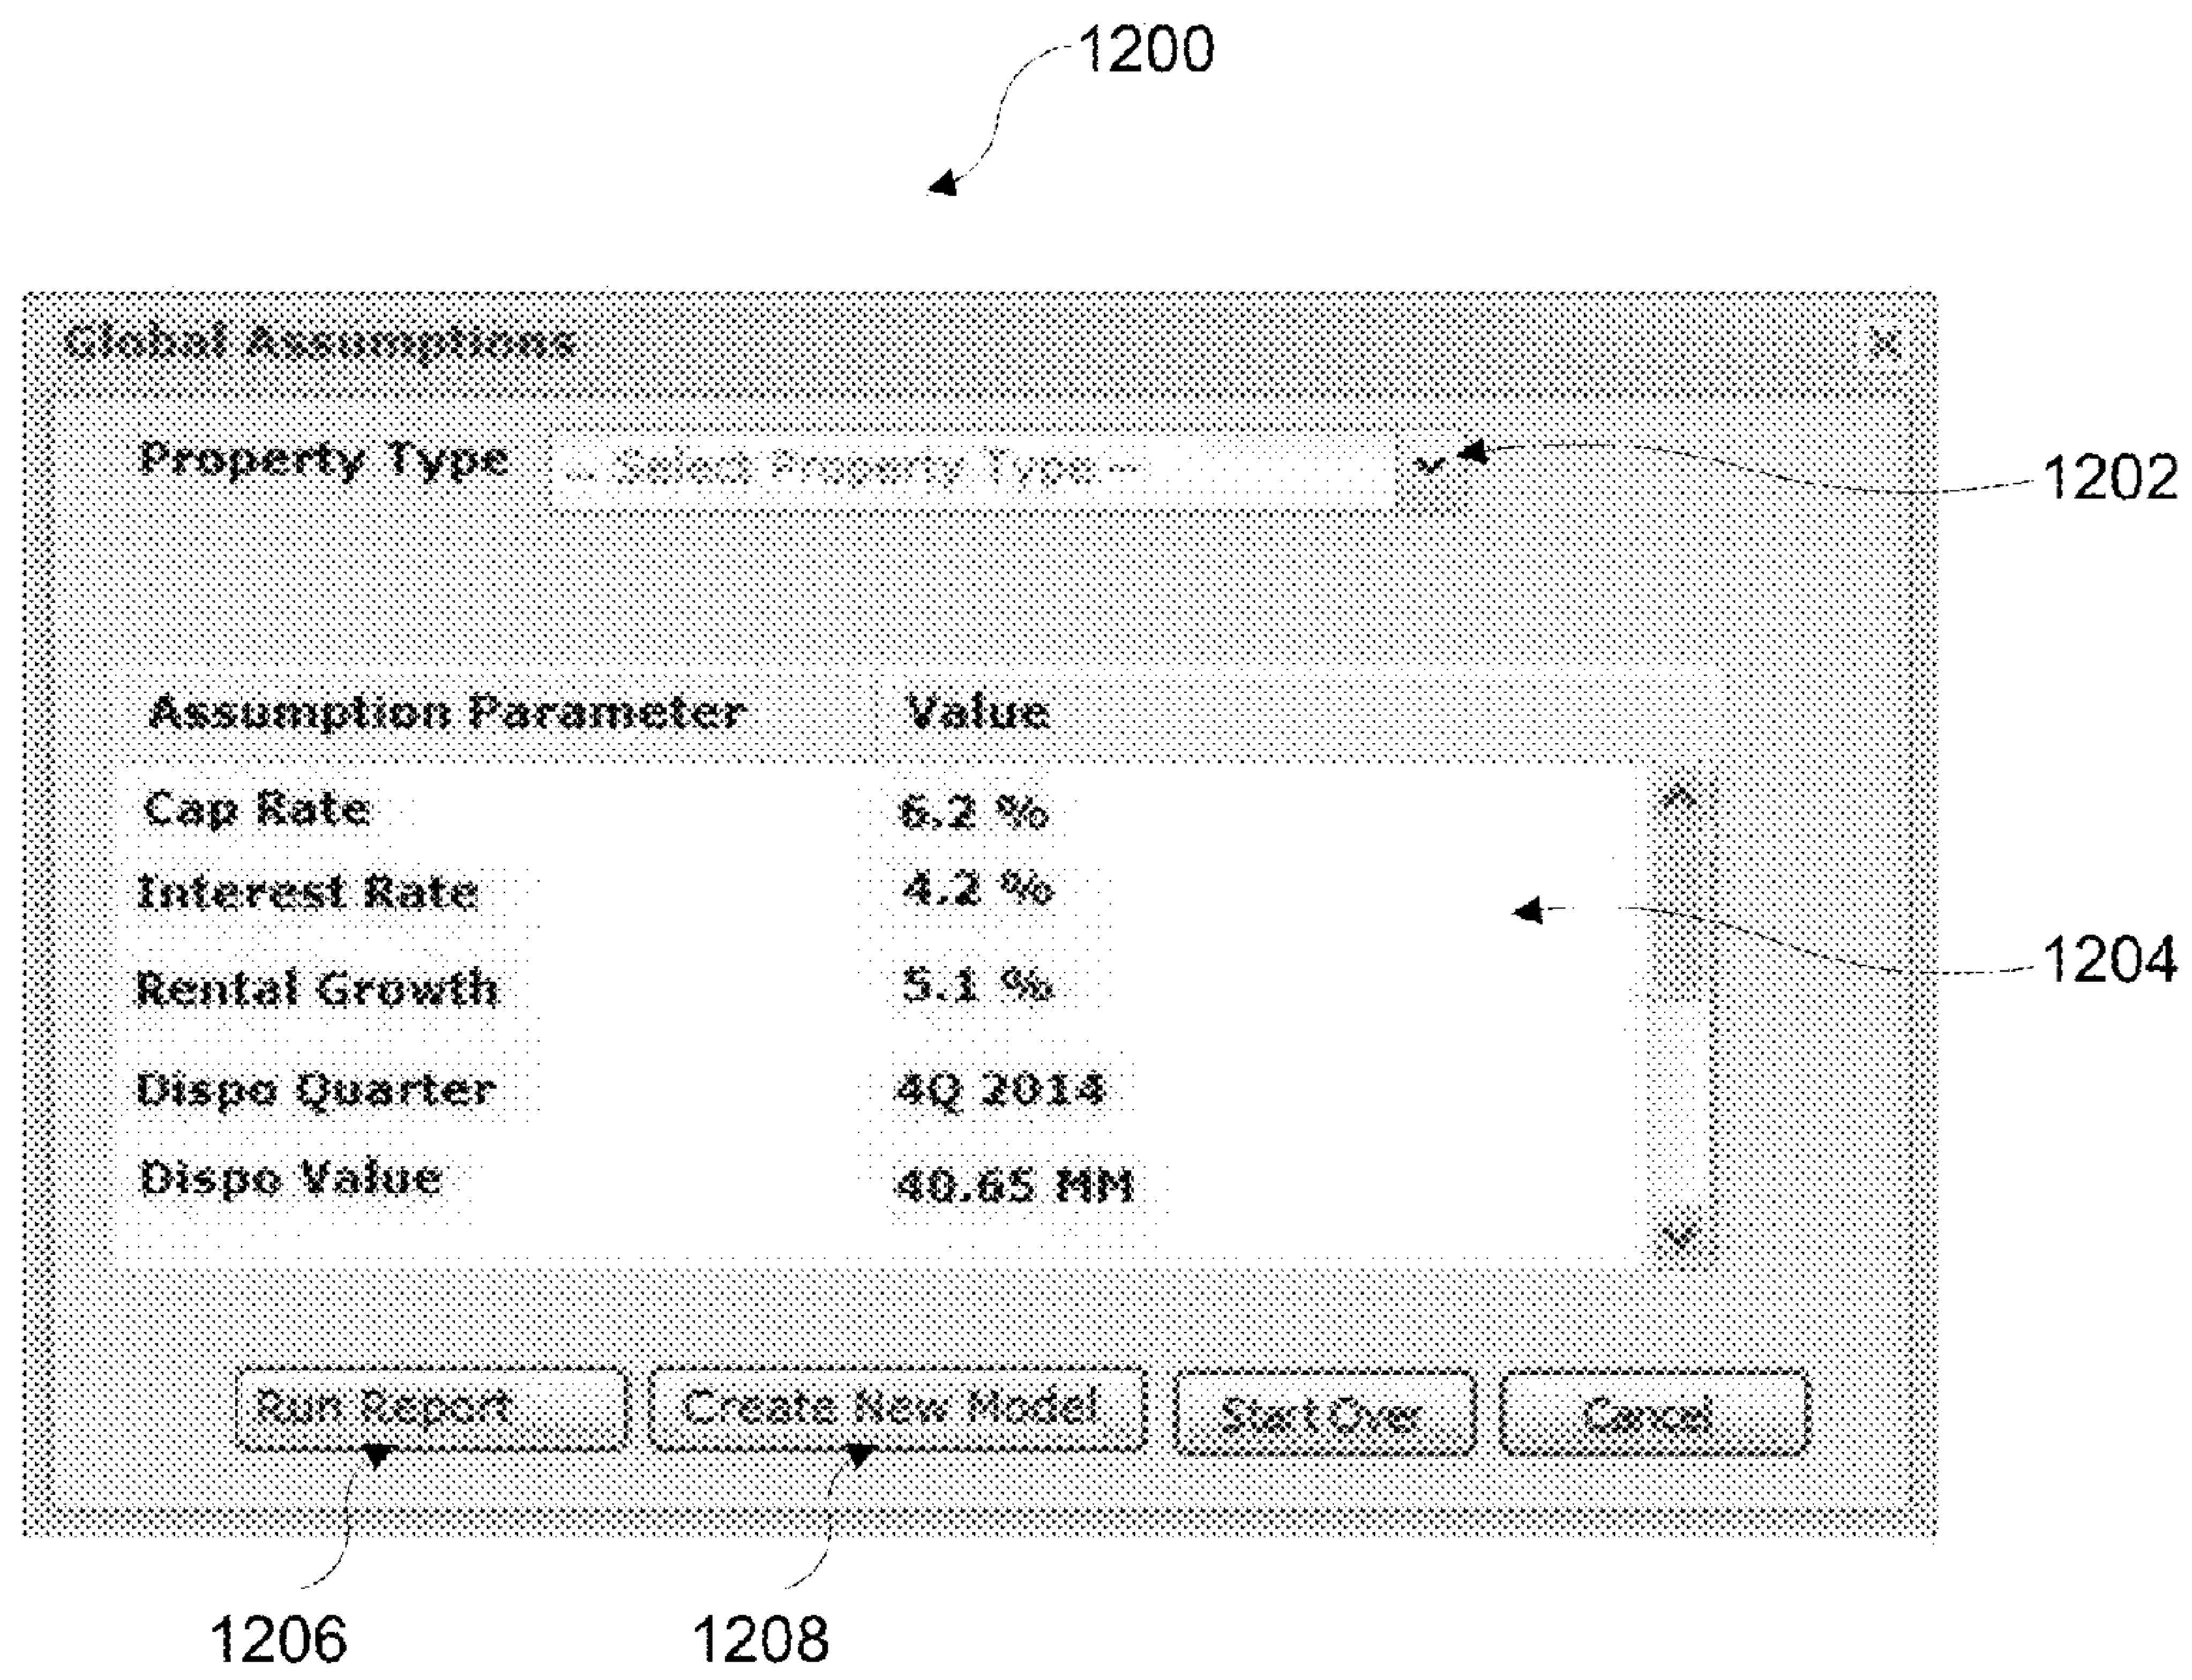 1200
Global Assumptions
Property Type -- Select Property Type --
1202
Assumption Parameter Value
Cap Rate 6.2 %
Interest Rate 4.2 %
1204
Rental Growth 5.1 %
Dispo Quarter 4Q 2014
Dispo Value 40.65 MM
Run Report Create New Model Start Over Cancel
1206 1208